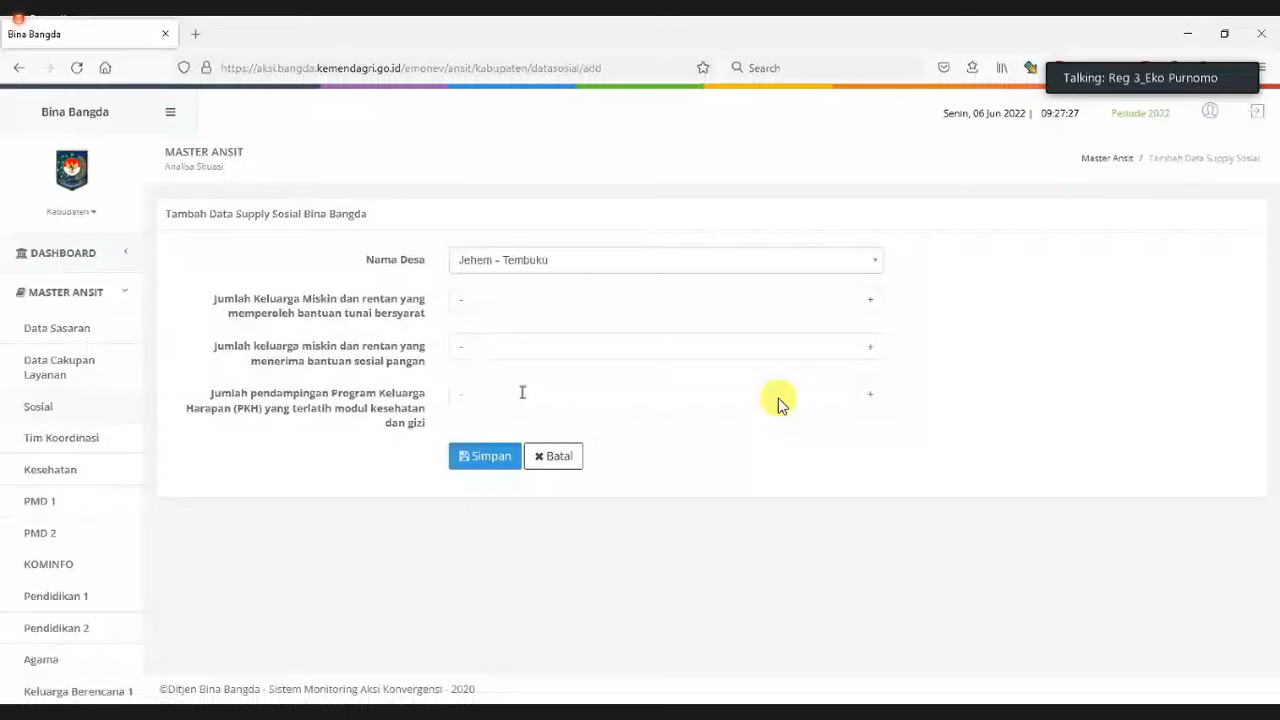 Bina Bangda
https://aksi.bangda.kemendagri.go.id/emonev/ansit/kabupaten/datasosial/add
Search
Talking: Reg 3_Eko Purnomo
Bina Bangda
Senin, 06 Jun 2022 | 09:27:27
Periode 2022
MASTER ANSIT
Analisa Situasi
Master Ansit / Tambah Data Supply Sosial
Kabupaten
Tambah Data Supply Sosial Bina Bangda
DASHBOARD
MASTER ANSIT
Data Sasaran
Data Cakupan
Layanan
Sosial
Tim Koordinasi
Kesehatan
PMD 1
PMD 2
KOMINFO
Pendidikan 1
Pendidikan 2
Agama
Keluarga Berencana 1
Nama Desa
Jehem - Tembuku
Jumlah Keluarga Miskin dan rentan yang
memperoleh bantuan tunai bersyarat
- +
Jumlah keluarga miskin dan rentan yang
menerima bantuan sosial pangan
- +
Jumlah pendampingan Program Keluarga
Harapan (PKH) yang terlatih modul kesehatan
dan gizi
- +
Simpan
Batal
©Ditjen Bina Bangda - Sistem Monitoring Aksi Konvergensi - 2020